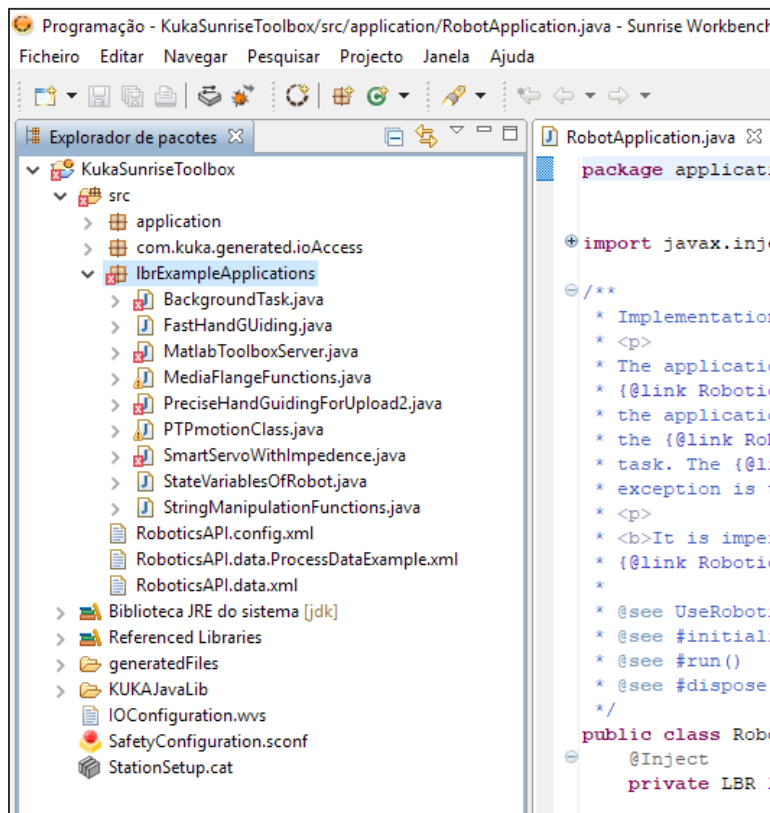 Programação - KukaSunriseToolbox/src/application/RobotApplication.java - Sunrise Workbench
Ficheiro Editar Navegar Pesquisar Projecto Janela Ajuda
Explorador de pacotes
KukaSunriseToolbox
src
application
com.kuka.generated.ioAccess
lbrExampleApplications
BackgroundTask.java
FastHandGUiding.java
MatlabToolboxServer.java
MediaFlangeFunctions.java
PreciseHandGuidingForUpload2.java
PTPmotionClass.java
SmartServoWithImpedence.java
StateVariablesOfRobot.java
StringManipulationFunctions.java
RoboticsAPI.config.xml
RoboticsAPI.data.ProcessDataExample.xml
RoboticsAPI.data.xml
Biblioteca JRE do sistema [jdk]
Referenced Libraries
generatedFiles
KUKAJavaLib
IOConfiguration.wvs
SafetyConfiguration.sconf
StationSetup.cat
RobotApplication.java
package applicati
import javax.inje
/**
* Implementation
* <p>
* The applicatio
* {@link Robotic
* the applicatio
* the {@link Rob
* task. The {@li
* exception is t
* <p>
* <b>It is imper
* {@link Robotic
*
* @see UseRoboti
* @see #initiali
* @see #run()
* @see #dispose
*/
public class Robo
@Inject
private LBR